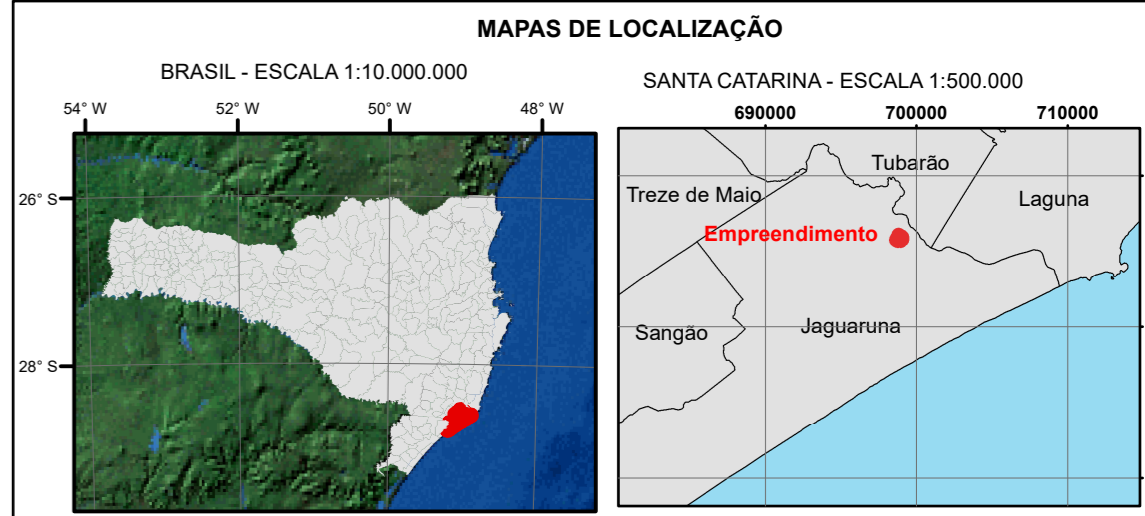 MAPAS DE LOCALIZAÇÃO
BRASIL - ESCALA 1:10.000.000
54° W
52° W
50° W
48° W
26° S
28° S
SANTA CATARINA - ESCALA 1:500.000
690000
700000
710000
Tubarão
Treze de Maio
Laguna
Empreendimento
Sangão
Jaguaruna